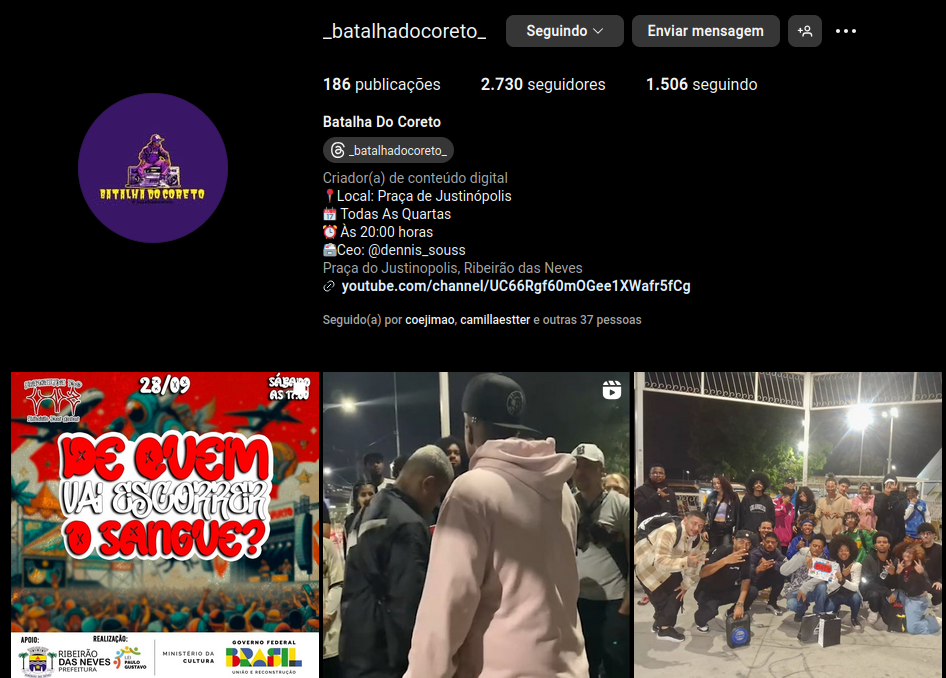 _batalhadocoreto_
Seguindo
Enviar mensagem
186 publicações
2.730 seguidores
1.506 seguindo
Batalha Do Coreto
_batalhadocoreto_
Criador(a) de conteúdo digital
Local: Praça de Justinópolis
Todas As Quartas
Às 20:00 horas
Ceo: @dennis_souss
Praça do Justinopolis, Ribeirão das Neves
youtube.com/channel/UC66Rgf60mOGee1XWafr5fCg
Seguido(a) por coejimao, camillaestter e outras 37 pessoas
BATALHA DO CORETO
28/09
SÁBADO
ÀS 17:00
DE QUEM
VAI ESCORRER
O SANGUE?
APOIO:
REALIZAÇÃO:
RIBEIRÃO
DAS NEVES
PREFEITURA
LEI
PAULO
GUSTAVO
MINISTÉRIO DA
CULTURA
GOVERNO FEDERAL
BRASIL
UNIÃO E RECONSTRUÇÃO